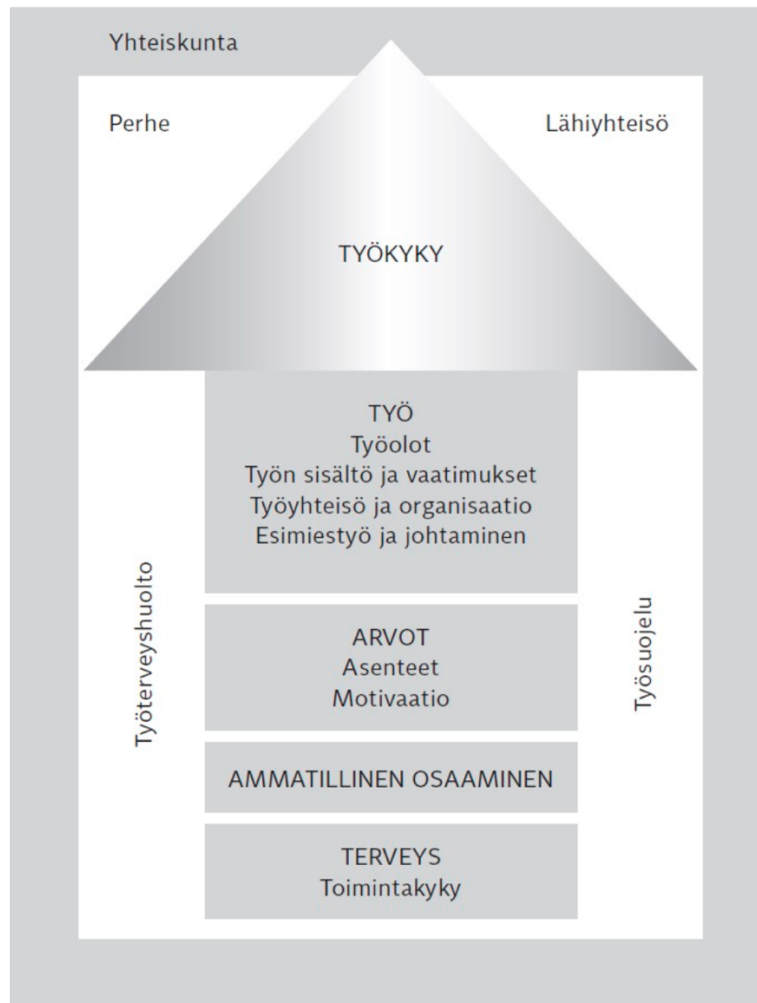 Yhteiskunta
Perhe
Lähiyhteisö
TYÖKYKY
TYÖ
Työolot
Työn sisältö ja vaatimukset
Työyhteisö ja organisaatio
Esimiestyö ja johtaminen
Työterveyshuolto
Työsuojelu
ARVOT
Asenteet
Motivaatio
AMMATILLINEN OSAAMINEN
TERVEYS
Toimintakyky